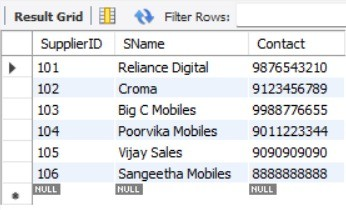 Result Grid Filter Rows:
SupplierID SName Contact
101 Reliance Digital 9876543210
102 Croma 9123456789
103 Big C Mobiles 9988776655
104 Poorvika Mobiles 9011223344
105 Vijay Sales 9090909090
106 Sangeetha Mobiles 8888888888
NULL NULL NULL